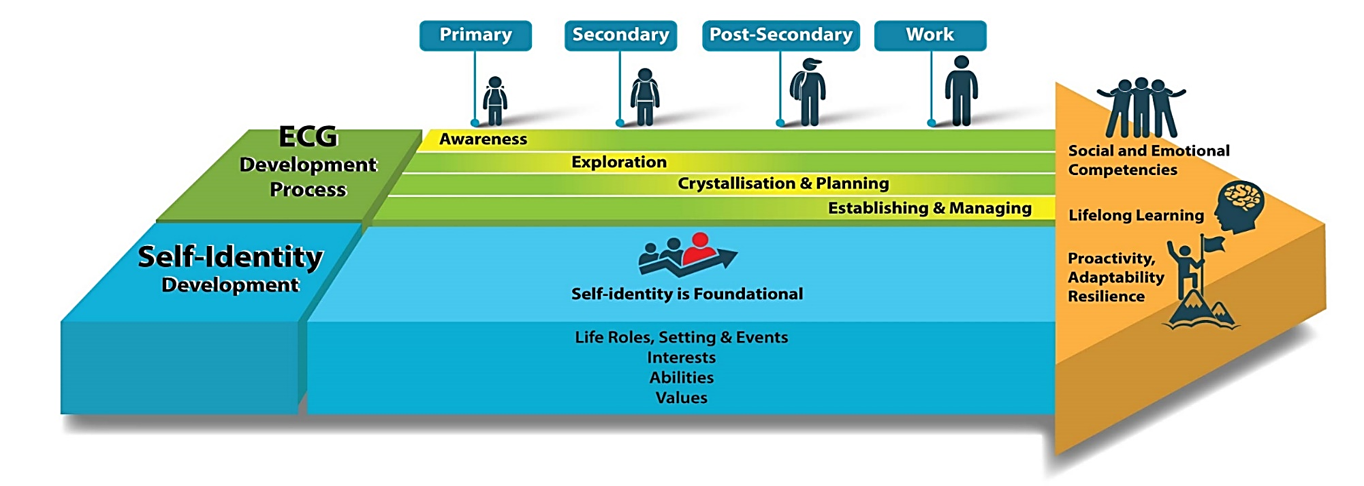 Primary
Secondary
Post-Secondary
Work
ECG
Development
Process
Awareness
Exploration
Crystallisation & Planning
Establishing & Managing
Self-Identity
Development
Self-identity is Foundational
Life Roles, Setting & Events
Interests
Abilities
Values
Social and Emotional
Competencies
Lifelong Learning
Proactivity,
Adaptability
Resilience